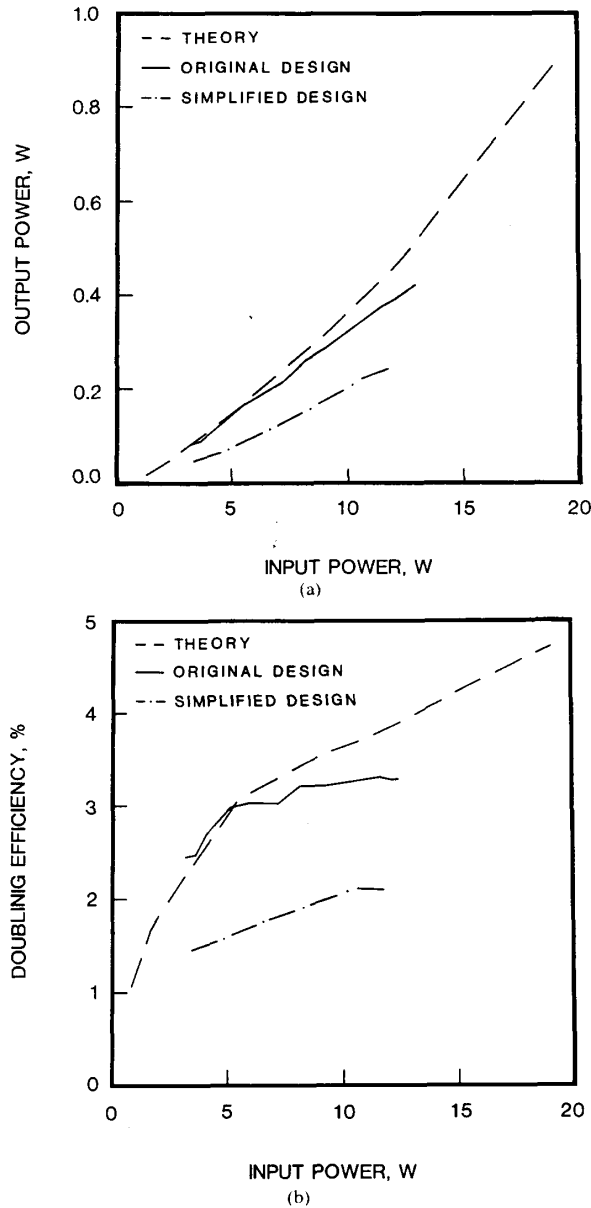 1.0
– – THEORY
— ORIGINAL DESIGN
–·– SIMPLIFIED DESIGN
0.8
0.6
0.4
0.2
0.0
OUTPUT POWER, W
0 5 10 15 20
INPUT POWER, W
(a)
5
– – THEORY
— ORIGINAL DESIGN
–·– SIMPLIFIED DESIGN
4
3
2
1
0
DOUBLINIG EFFICIENCY, %
0 5 10 15 20
INPUT POWER, W
(b)